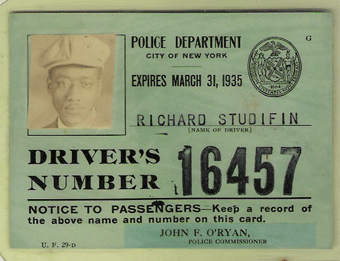 POLICE DEPARTMENT G
CITY OF NEW YORK
EXPIRES MARCH 31, 1935
1664
RICHARD STUDIFIN
(NAME OF DRIVER)
DRIVER'S
NUMBER 16457
NOTICE TO PASSENGERS—Keep a record of
the above name and number on this card.
JOHN F. O'RYAN,
U. F. 29-D POLICE COMMISSIONER